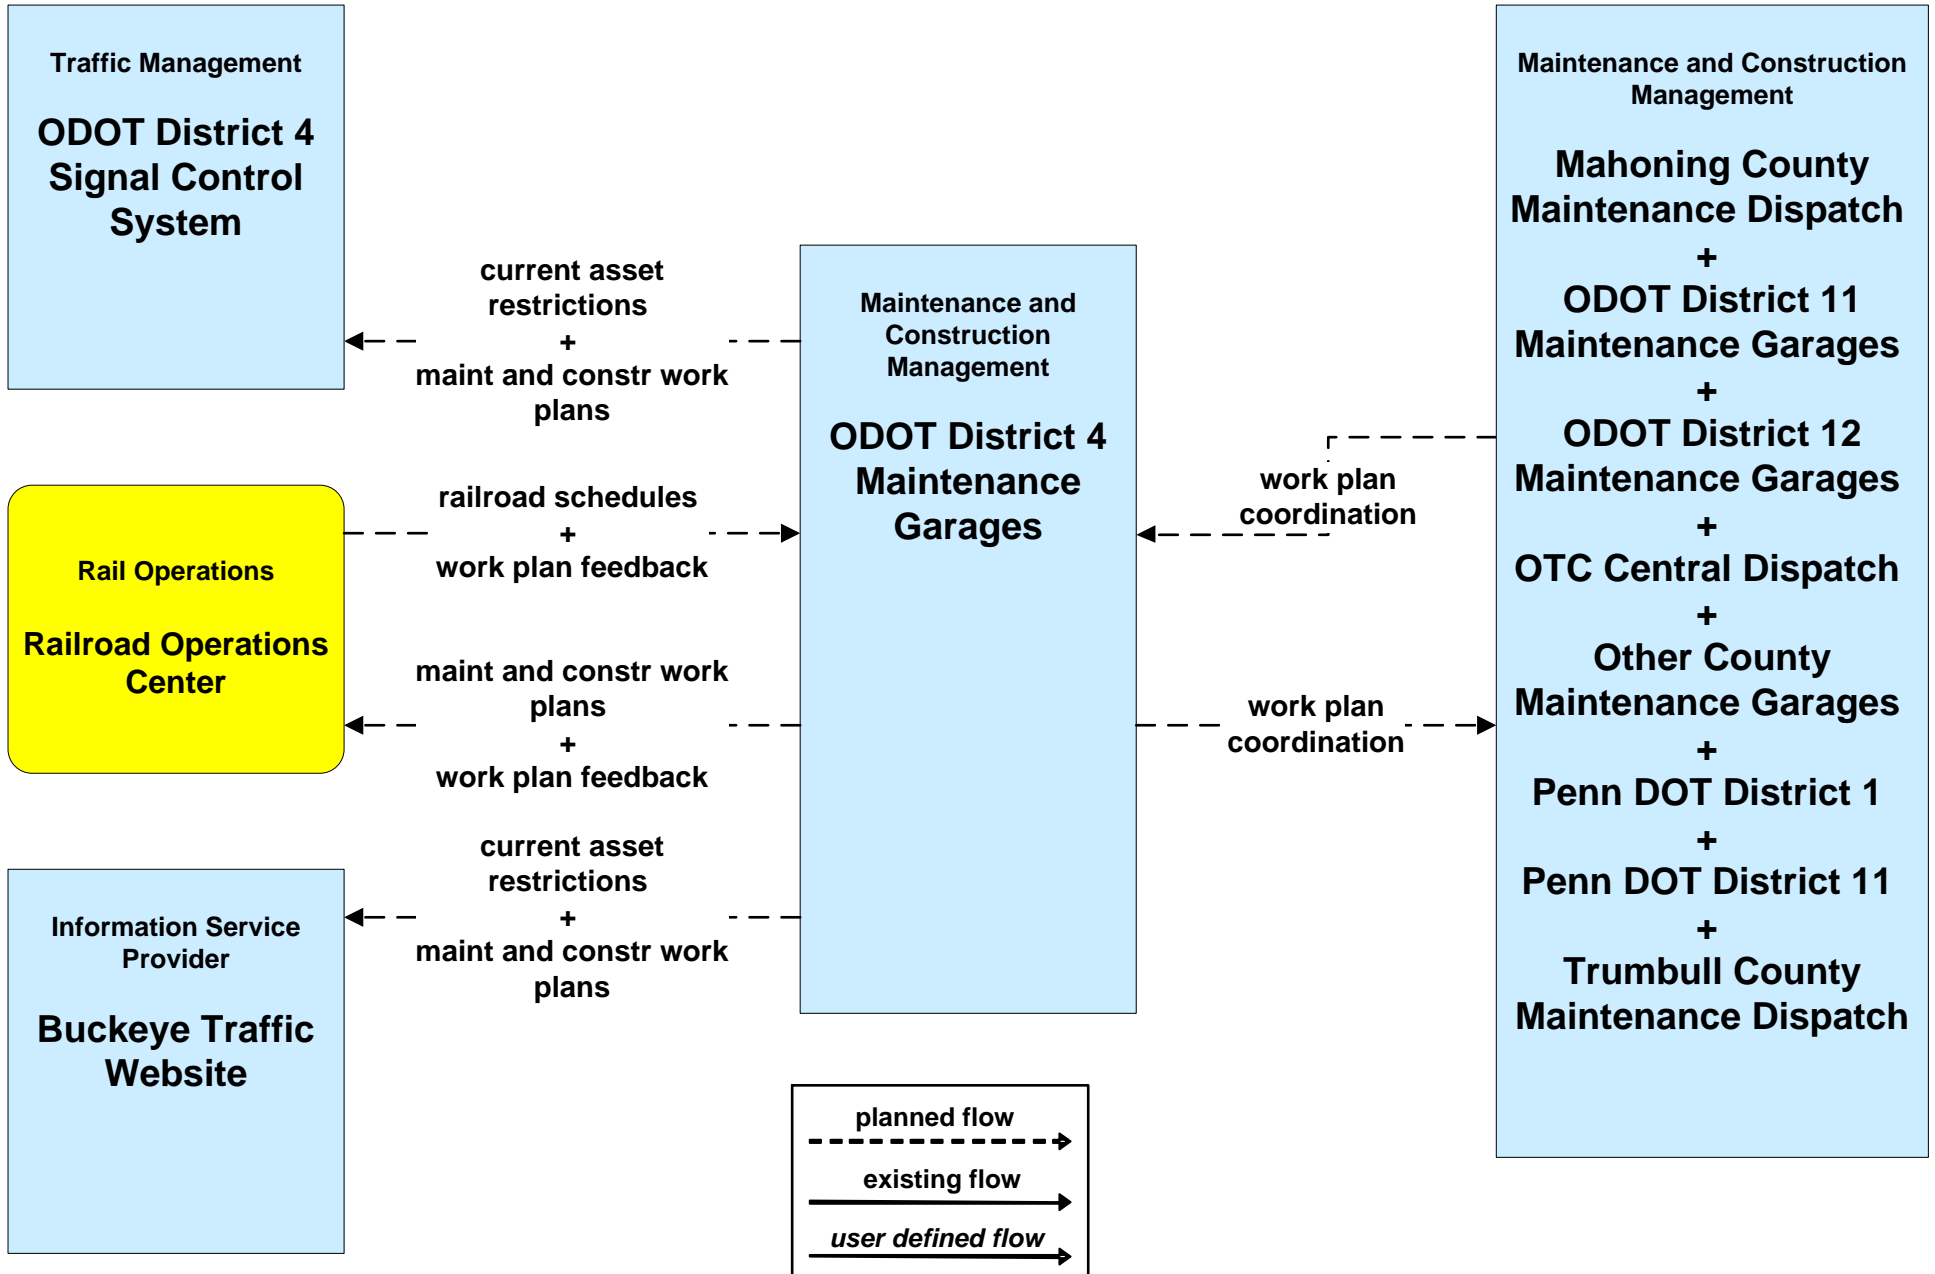 Traffic Management
ODOT District 4
Signal Control
System
Rail Operations
Railroad Operations
Center
Information Service
Provider
Buckeye Traffic
Website
current asset
restrictions
+
maint and constr work
plans
railroad schedules
+
work plan feedback
maint and constr work
plans
+
work plan feedback
current asset
restrictions
+
maint and constr work
plans
Maintenance and
Construction
Management
ODOT District 4
Maintenance
Garages
work plan
coordination
work plan
coordination
Maintenance and Construction
Management
Mahoning County
Maintenance Dispatch
+
ODOT District 11
Maintenance Garages
+
ODOT District 12
Maintenance Garages
+
OTC Central Dispatch
+
Other County
Maintenance Garages
+
Penn DOT District 1
+
Penn DOT District 11
+
Trumbull County
Maintenance Dispatch
planned flow
existing flow
user defined flow